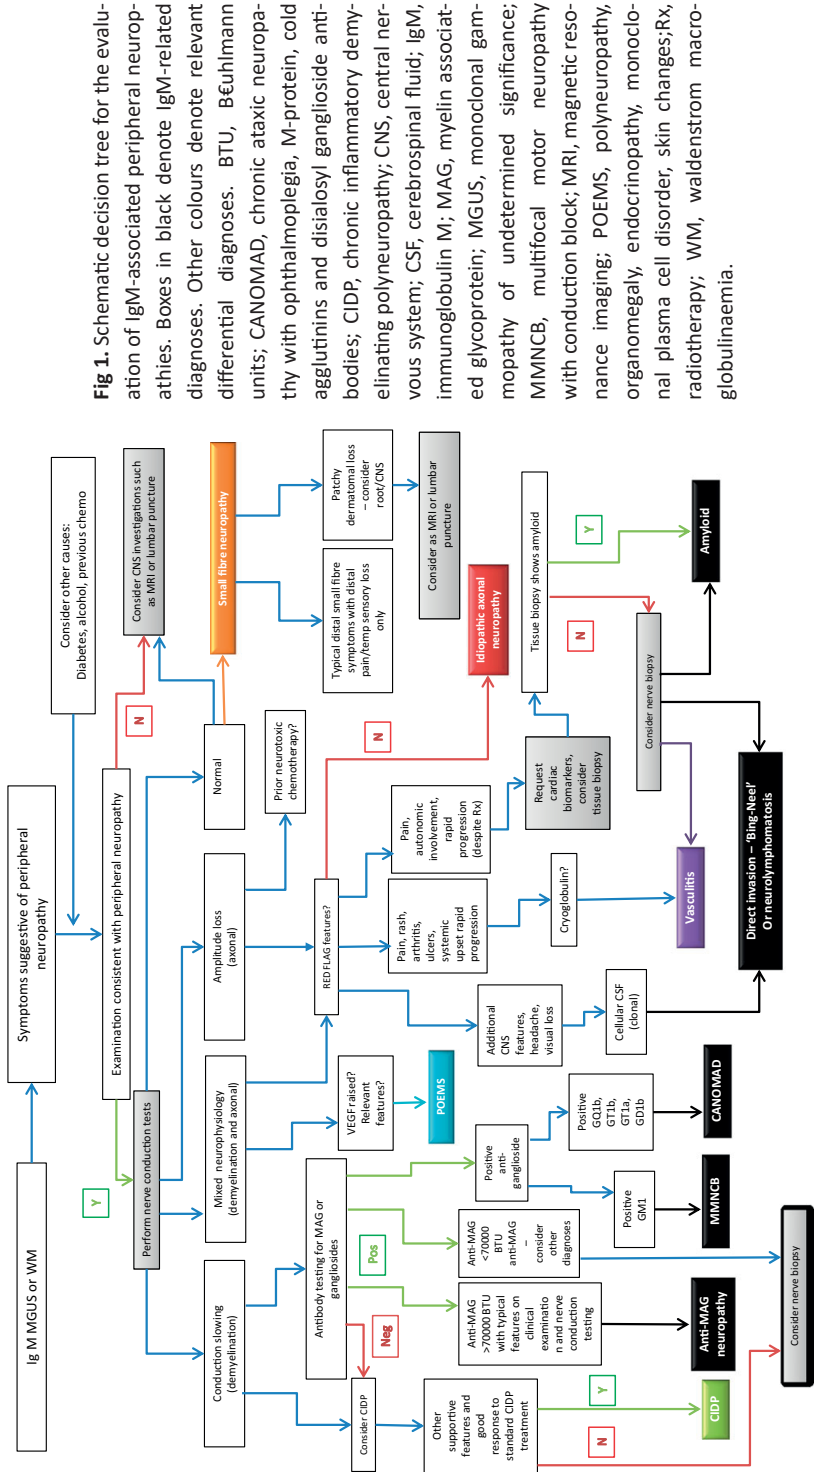 Ig M MGUS or WM
Symptoms suggestive of peripheral
neuropathy
Consider other causes:
Diabetes, alcohol, previous chemo
Examination consistent with peripheral neuropathy
Y
N
Perform nerve conduction tests
Consider CNS investigations such
as MRI or lumbar puncture
Conduction slowing
(demyelination)
Mixed neurophysiology
(demyelination and axonal)
Amplitude loss
(axonal)
Normal
Small fibre neuropathy
Prior neurotoxic
chemotherapy?
Antibody testing for MAG or
gangliosides
VEGF raised?
Relevant
features?
RED FLAG features?
Typical distal small fibre
symptoms with distal
pain/temp sensory loss
only
Patchy
dermatomal loss
– consider
root/CNS
Consider CIDP
Neg
Pos
POEMS
N
Consider as MRI or lumbar
puncture
Other
supportive
features and
good
response to
standard CIDP
treatment
Anti-MAG
>70000 BTU
with typical
features on
clinical
examinatio
n and nerve
conduction
testing
Anti-MAG
<70000
BTU
anti-MAG –
consider
other
diagnoses
Positive
anti-
ganglioside
Additional
CNS
features,
headache,
visual loss
Pain, rash,
arthritis,
ulcers,
systemic
upset rapid
progression
Pain,
autonomic
involvement,
rapid
progression
(despite Rx)
Idiopathic axonal
neuropathy
Positive
GM1
Positive
GQ1b,
GT1b,
GT1a,
GD1b
Cellular CSF
(clonal)
Cryoglobulin?
Request
cardiac
biomarkers,
consider
tissue biopsy
Tissue biopsy shows amyloid
N
Y
N
Y
Consider nerve biopsy
CIDP
Anti-MAG
neuropathy
MMNCB
CANOMAD
Vasculitis
Amyloid
Direct invasion – ‘Bing-Neel’
Or neurolymphomatosis
Consider nerve biopsy
Fig 1. Schematic decision tree for the evalu-
ation of IgM-associated peripheral neurop-
athies. Boxes in black denote IgM-related
diagnoses. Other colours denote relevant
differential diagnoses. BTU, B€uhlmann
units; CANOMAD, chronic ataxic neuropa-
thy with ophthalmoplegia, M-protein, cold
agglutinins and disialosyl ganglioside anti-
bodies; CIDP, chronic inflammatory demy-
elinating polyneuropathy; CNS, central ner-
vous system; CSF, cerebrospinal fluid; IgM,
immunoglobulin M; MAG, myelin associat-
ed glycoprotein; MGUS, monoclonal gam-
mopathy of undetermined significance;
MMNCB, multifocal motor neuropathy
with conduction block; MRI, magnetic reso-
nance imaging; POEMS, polyneuropathy,
organomegaly, endocrinopathy, monoclo-
nal plasma cell disorder, skin changes;Rx,
radiotherapy; WM, waldenstrom macro-
globulinaemia.